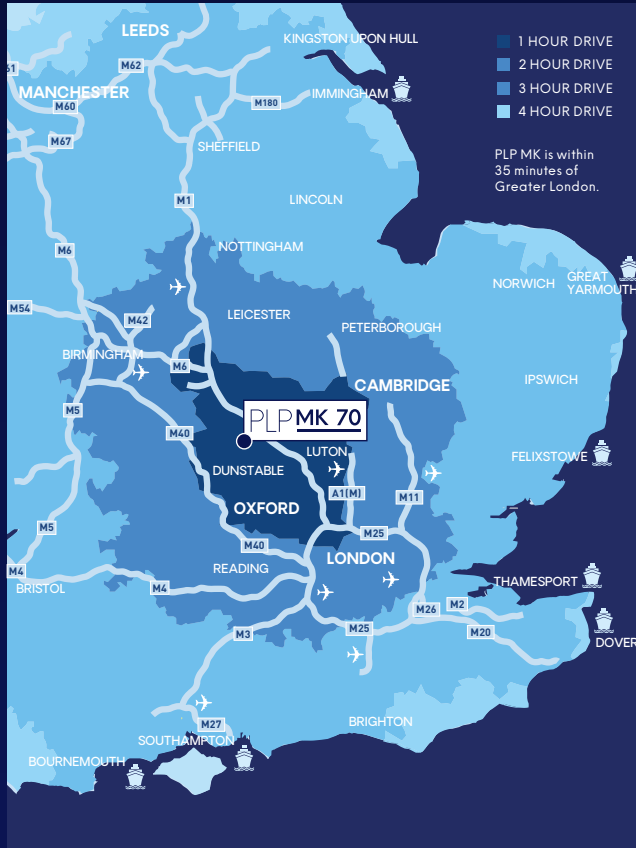 LEEDS
KINGSTON UPON HULL
1 HOUR DRIVE
2 HOUR DRIVE
3 HOUR DRIVE
4 HOUR DRIVE
61
M62
MANCHESTER
M60
M180
IMMINGHAM
M67
SHEFFIELD
PLP MK is within
35 minutes of
Greater London.
M1
LINCOLN
M6
NOTTINGHAM
NORWICH
GREAT
YARMOUTH
M54
M42
LEICESTER
PETERBOROUGH
BIRMINGHAM
M6
CAMBRIDGE
IPSWICH
M5
PLP MK 70
M40
LUTON
FELIXSTOWE
DUNSTABLE
A1(M)
M11
OXFORD
M5
M25
M40
LONDON
M4
READING
THAMESPORT
BRISTOL
M4
M26
M2
M3
M25
M20
DOVER
M27
BRIGHTON
SOUTHAMPTON
BOURNEMOUTH